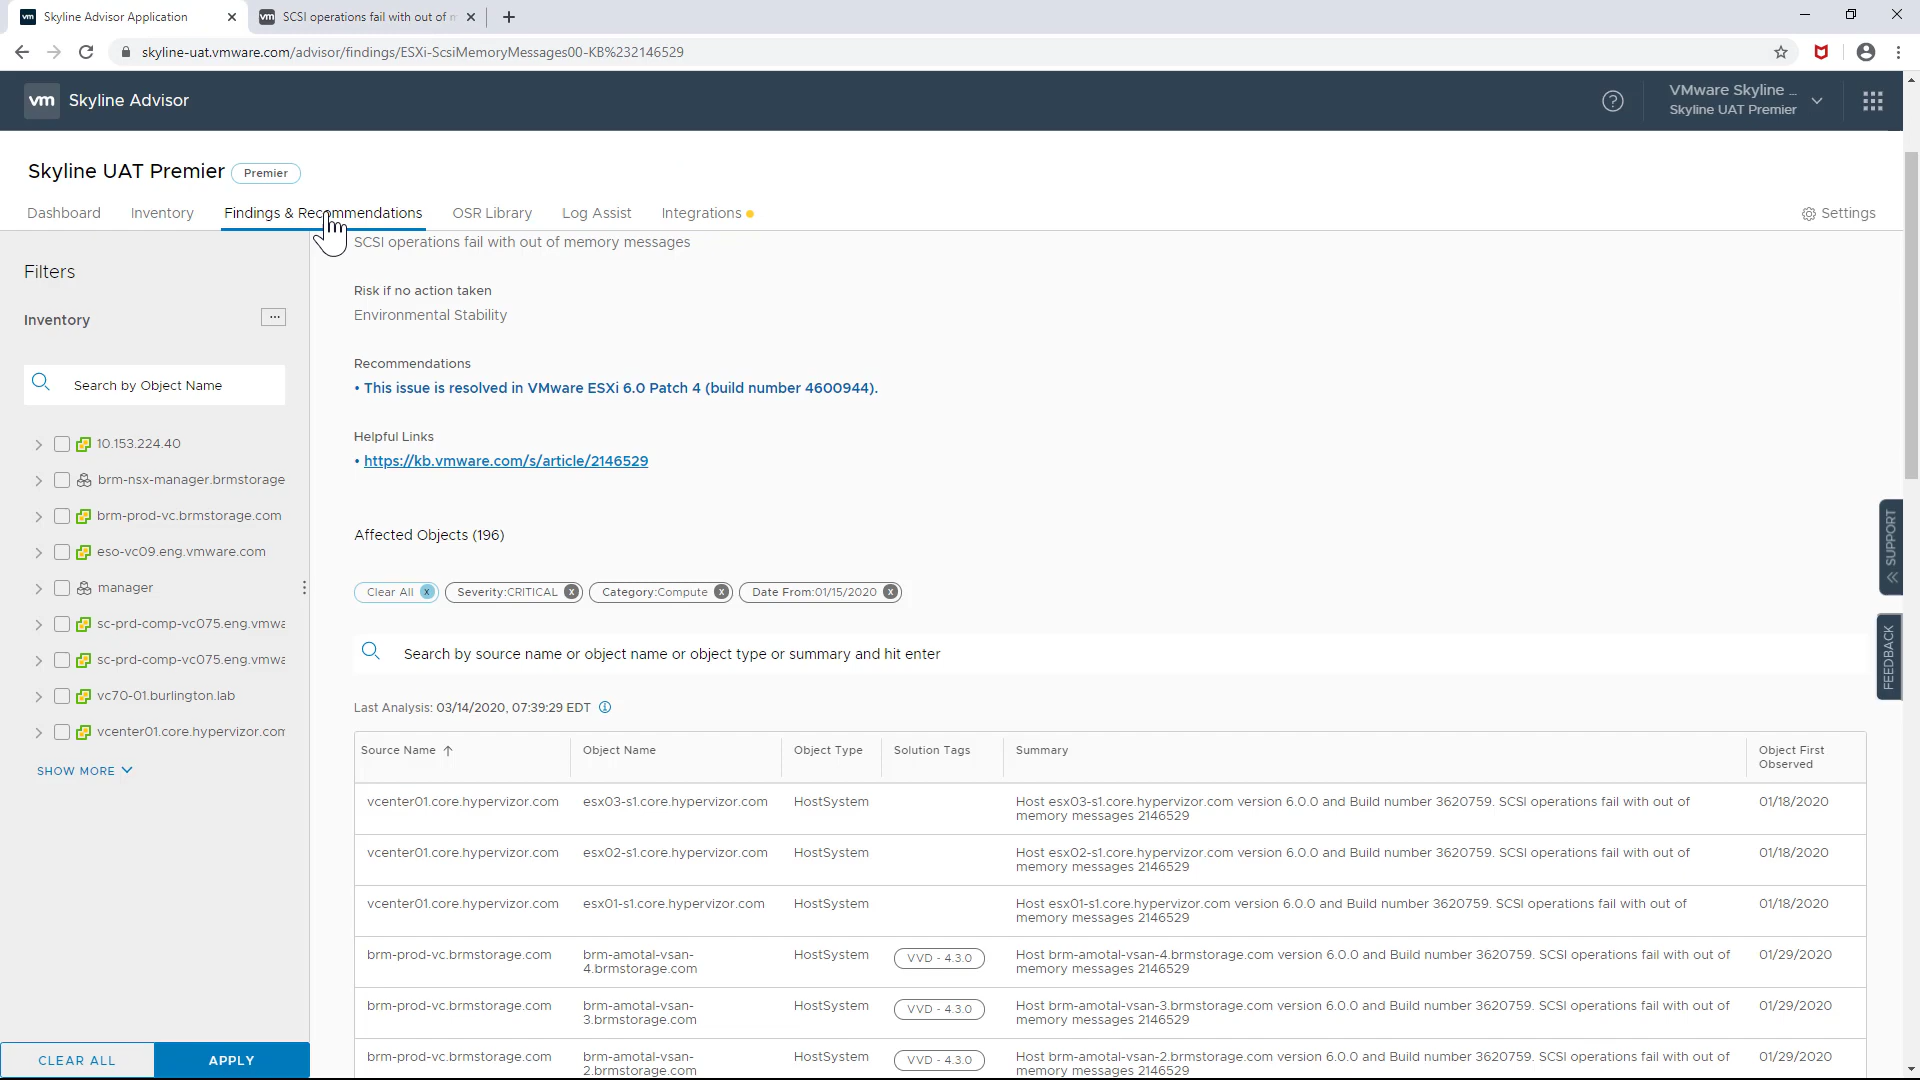 vm Skyline Advisor Application
vm SCSI operations fail with out of
skyline-uat.vmware.com/advisor/findings/ESXi-ScsiMemoryMessages00-KB%232146529
vm Skyline Advisor
?
VMware Skyline ...
Skyline UAT Premier
Skyline UAT Premier Premier
Dashboard Inventory Findings & Recommendations OSR Library Log Assist Integrations Settings
SCSI operations fail with out of memory messages
Filters
Risk if no action taken
Environmental Stability
Inventory ...
Recommendations
• This issue is resolved in VMware ESXi 6.0 Patch 4 (build number 4600944).
Search by Object Name
Helpful Links
• https://kb.vmware.com/s/article/2146529
10.153.224.40
brm-nsx-manager.brmstorage
brm-prod-vc.brmstorage.com
eso-vc09.eng.vmware.com
manager
sc-prd-comp-vc075.eng.vmwa
sc-prd-comp-vc075.eng.vmwa
vc70-01.burlington.lab
vcenter01.core.hypervizor.com
SHOW MORE
CLEAR ALL APPLY
Affected Objects (196)
Clear All x Severity:CRITICAL x Category:Compute x Date From:01/15/2020 x
Search by source name or object name or object type or summary and hit enter
Last Analysis: 03/14/2020, 07:39:29 EDT
Source Name Object Name Object Type Solution Tags Summary Object First
Observed
vcenter01.core.hypervizor.com esx03-s1.core.hypervizor.com HostSystem Host esx03-s1.core.hypervizor.com version 6.0.0 and Build number 3620759. SCSI operations fail with out of 01/18/2020
memory messages 2146529
vcenter01.core.hypervizor.com esx02-s1.core.hypervizor.com HostSystem Host esx02-s1.core.hypervizor.com version 6.0.0 and Build number 3620759. SCSI operations fail with out of 01/18/2020
memory messages 2146529
vcenter01.core.hypervizor.com esx01-s1.core.hypervizor.com HostSystem Host esx01-s1.core.hypervizor.com version 6.0.0 and Build number 3620759. SCSI operations fail with out of 01/18/2020
memory messages 2146529
brm-prod-vc.brmstorage.com brm-amotal-vsan- HostSystem VVD - 4.3.0 Host brm-amotal-vsan-4.brmstorage.com version 6.0.0 and Build number 3620759. SCSI operations fail with out of 01/29/2020
4.brmstorage.com memory messages 2146529
brm-prod-vc.brmstorage.com brm-amotal-vsan- HostSystem VVD - 4.3.0 Host brm-amotal-vsan-3.brmstorage.com version 6.0.0 and Build number 3620759. SCSI operations fail with out of 01/29/2020
3.brmstorage.com memory messages 2146529
brm-prod-vc.brmstorage.com brm-amotal-vsan- HostSystem VVD - 4.3.0 Host brm-amotal-vsan-2.brmstorage.com version 6.0.0 and Build number 3620759. SCSI operations fail with out of 01/29/2020
2.brmstorage.com memory messages 2146529
SUPPORT
FEEDBACK